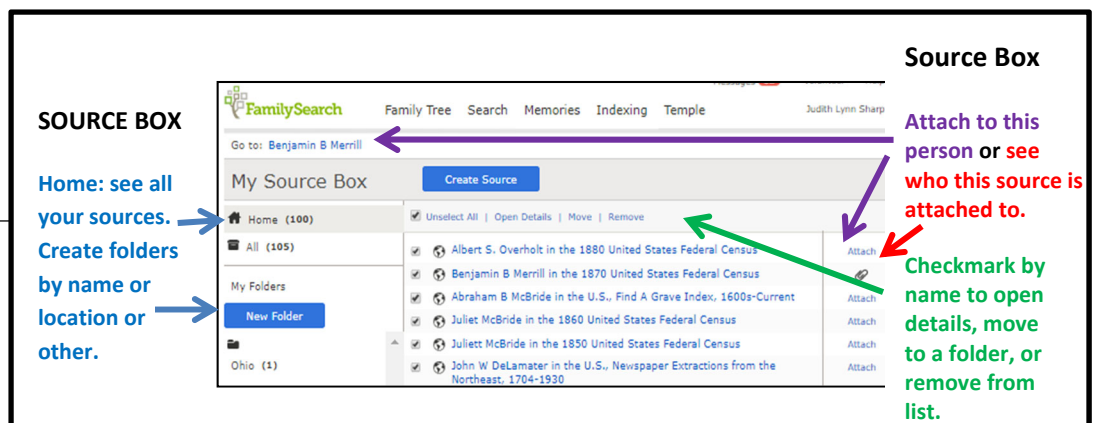 SOURCE BOX
Home: see all
your sources.
Create folders
by name or
location or
other.
FamilySearch
Family Tree Search Memories Indexing Temple
Judith Lynn Sharp
Go to: Benjamin B Merrill
My Source Box
Create Source
Home (100)
Unselect All | Open Details | Move | Remove
All (105)
My Folders
New Folder
Ohio (1)
Albert S. Overholt in the 1880 United States Federal Census Attach
Benjamin B Merrill in the 1870 United States Federal Census
Abraham B McBride in the U.S., Find A Grave Index, 1600s-Current Attach
Juliet McBride in the 1860 United States Federal Census Attach
Juliett McBride in the 1850 United States Federal Census Attach
John W DeLamater in the U.S., Newspaper Extractions from the Attach
Northeast, 1704-1930
Source Box
Attach to this
person or see
who this source is
attached to.
Checkmark by
name to open
details, move
to a folder, or
remove from
list.